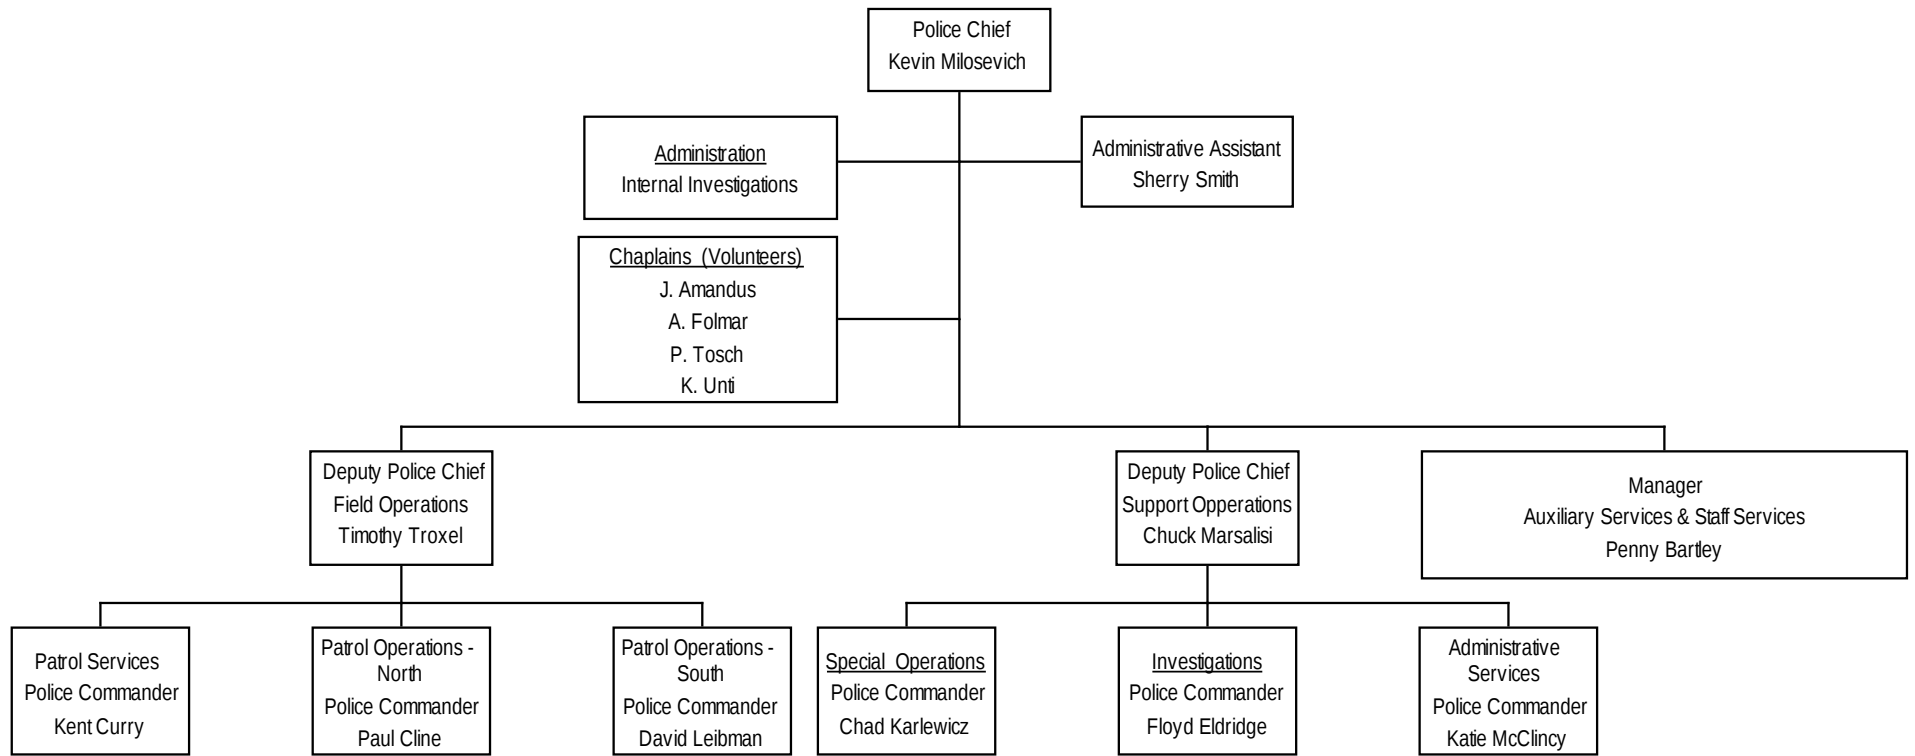 Police Chief
Kevin Milosevich
Administration
Internal Investigations
Administrative Assistant
Sherry Smith
Chaplains (Volunteers)
J. Amandus
A. Folmar
P. Tosch
K. Unti
Deputy Police Chief
Field Operations
Timothy Troxel
Deputy Police Chief
Support Opperations
Chuck Marsalisi
Manager
Auxiliary Services & Staff Services
Penny Bartley
Patrol Services
Police Commander
Kent Curry
Patrol Operations -
North
Police Commander
Paul Cline
Patrol Operations -
South
Police Commander
David Leibman
Special Operations
Police Commander
Chad Karlewicz
Investigations
Police Commander
Floyd Eldridge
Administrative
Services
Police Commander
Katie McClincy